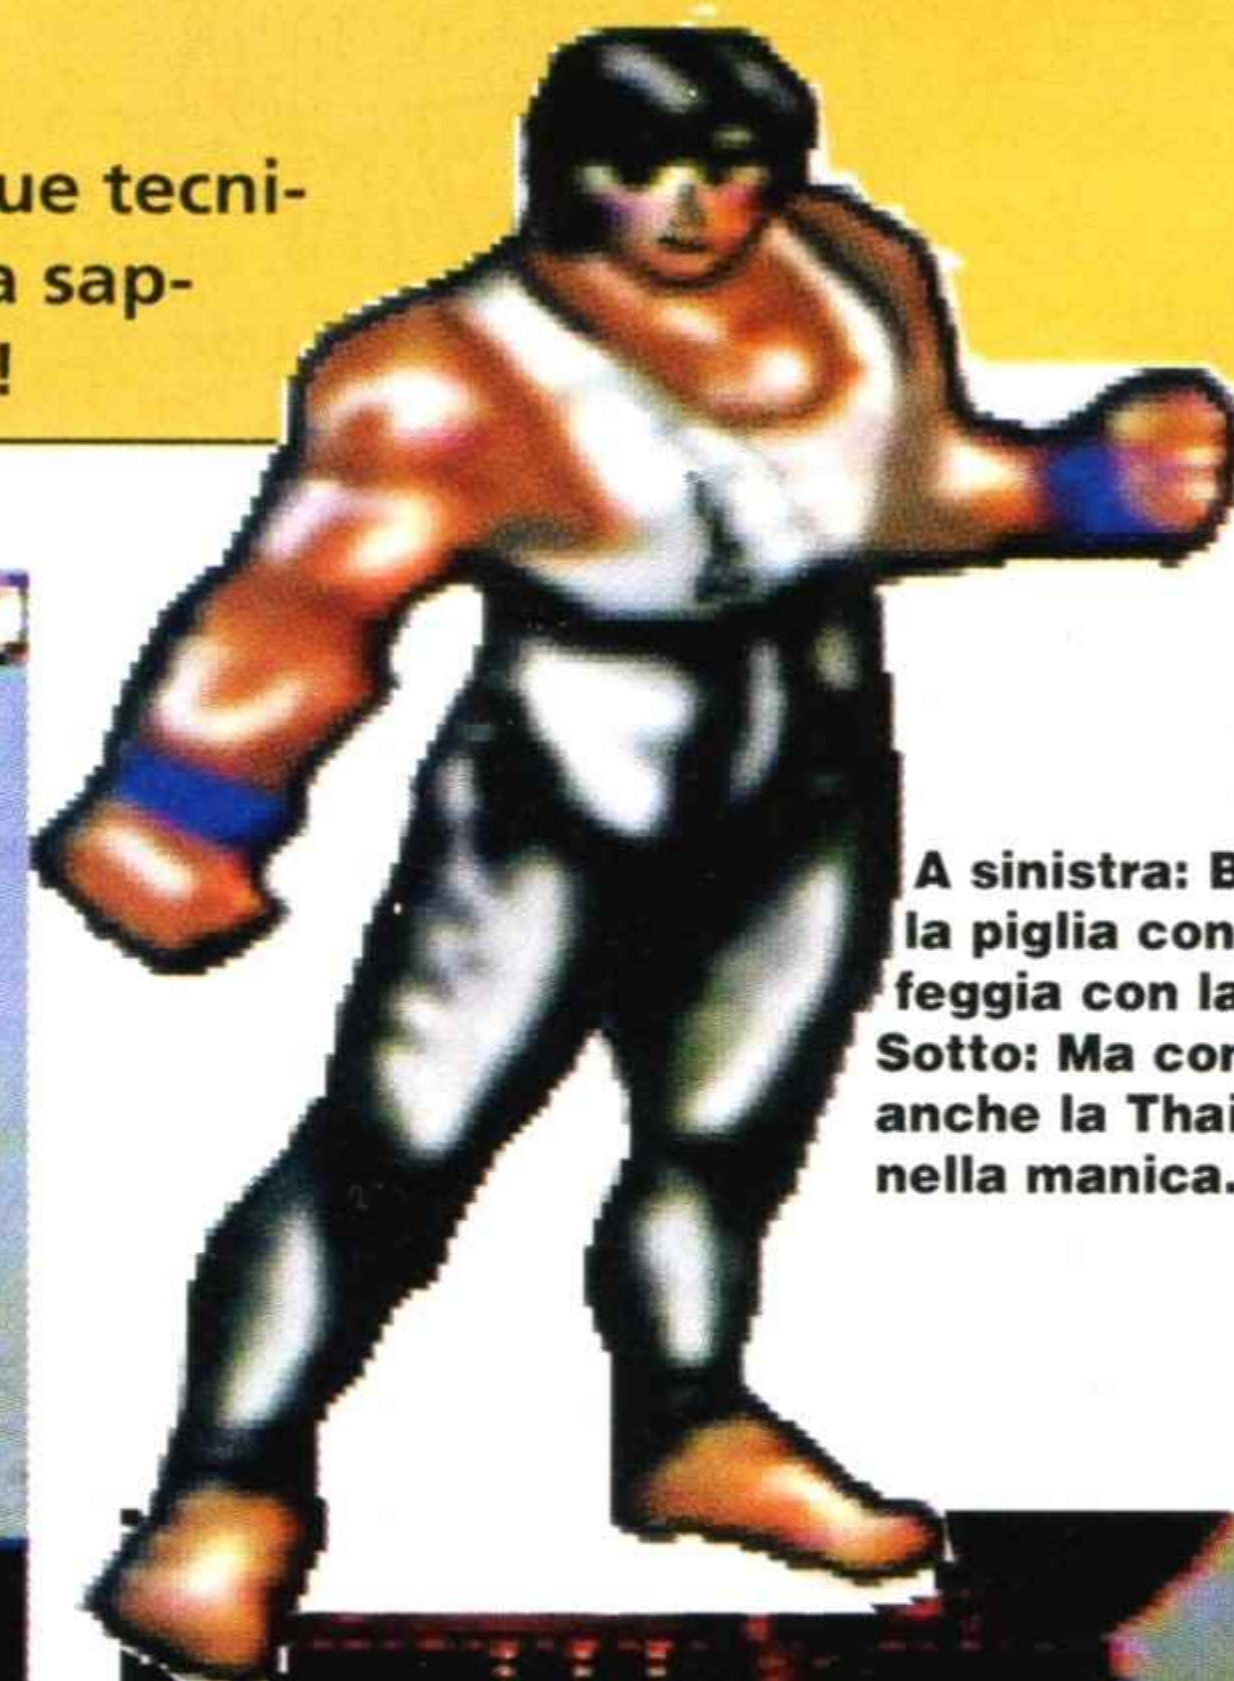 ue tecni-
a sap-
!
A sinistra: B
la piglia con
feggia con la
Sotto: Ma con
anche la Thai
nella manica.